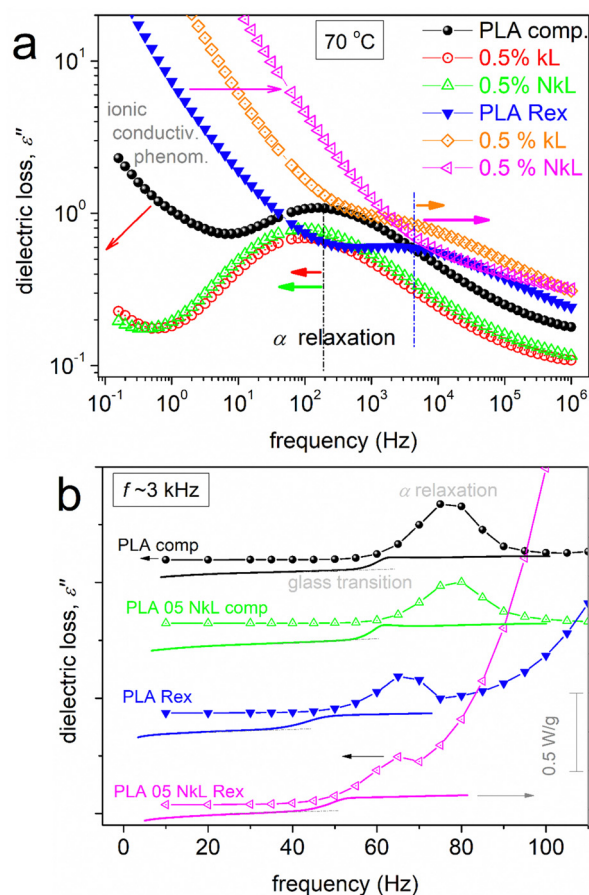 a
70 °C
PLA comp.
0.5% kL
0.5% NkL
PLA Rex
0.5 % kL
0.5 % NkL
ionic
conductiv.
phenom.
α relaxation
dielectric loss, ε"
10¹
10⁰
10⁻¹
10⁻¹ 10⁰ 10¹ 10² 10³ 10⁴ 10⁵ 10⁶
frequency (Hz)
b
f ~3 kHz
α relaxation
PLA comp
glass transition
PLA 05 NkL comp
PLA Rex
PLA 05 NkL Rex
0.5 W/g
dielectric loss, ε"
0 20 40 60 80 100
frequency (Hz)